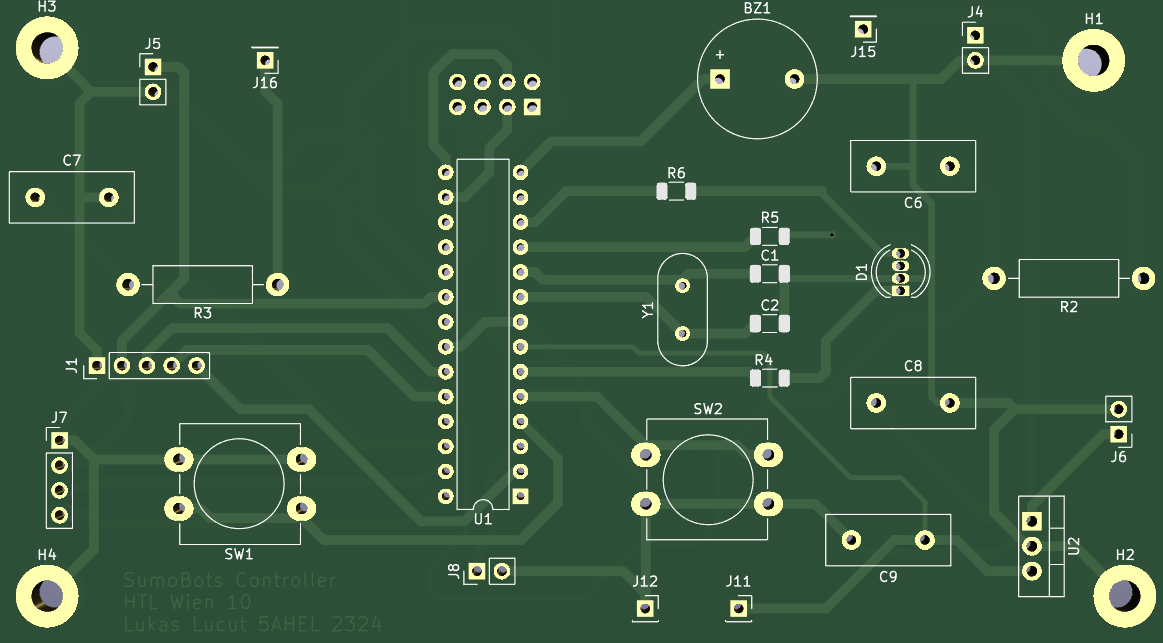 H3
BZ1
J4
H1
J5
J15
J16
+
C7
R6
C6
R5
C1
D1
Y1
C2
R3
R2
J1
R4
C8
J7
SW2
J6
U1
SW1
U2
H4
J8
J12
J11
C9
H2
SumoBots Controller
HTL Wien 10
Lukas Lucut 5AHEL 2324